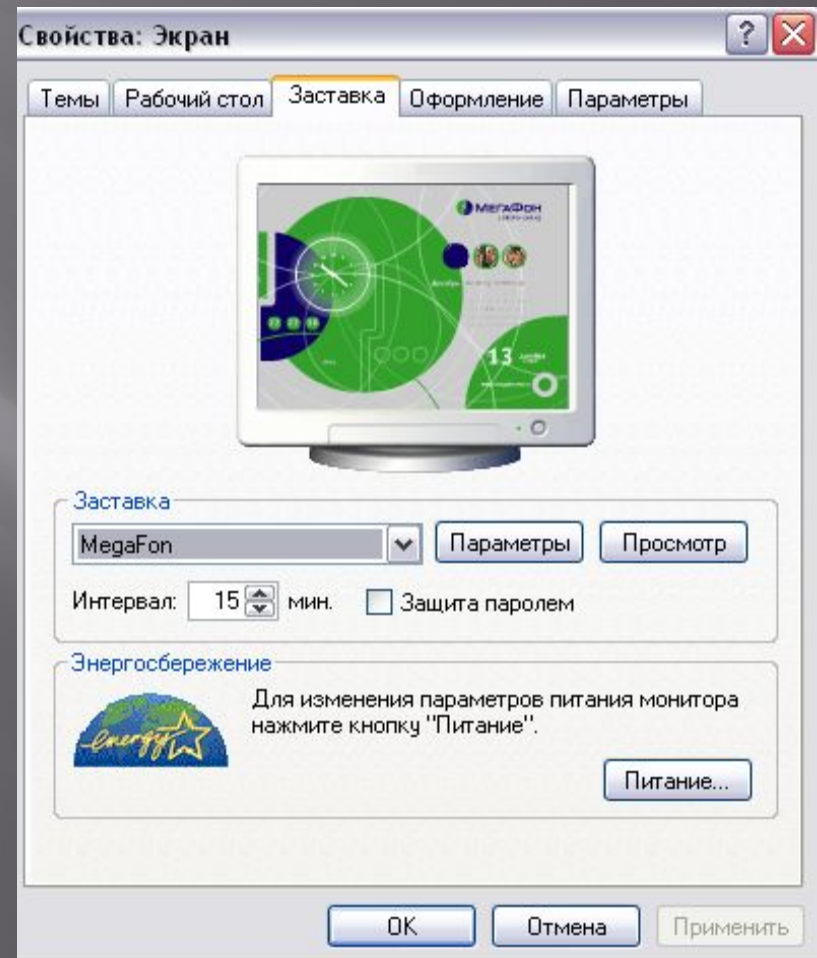 Свойства: Экран
Темы Рабочий стол Заставка Оформление Параметры
МегаФон
13
Заставка
MegaFon Параметры Просмотр
Интервал: 15 мин. Защита паролем
Энергосбережение
Для изменения параметров питания монитора
нажмите кнопку "Питание".
energy
Питание...
OK Отмена Применить